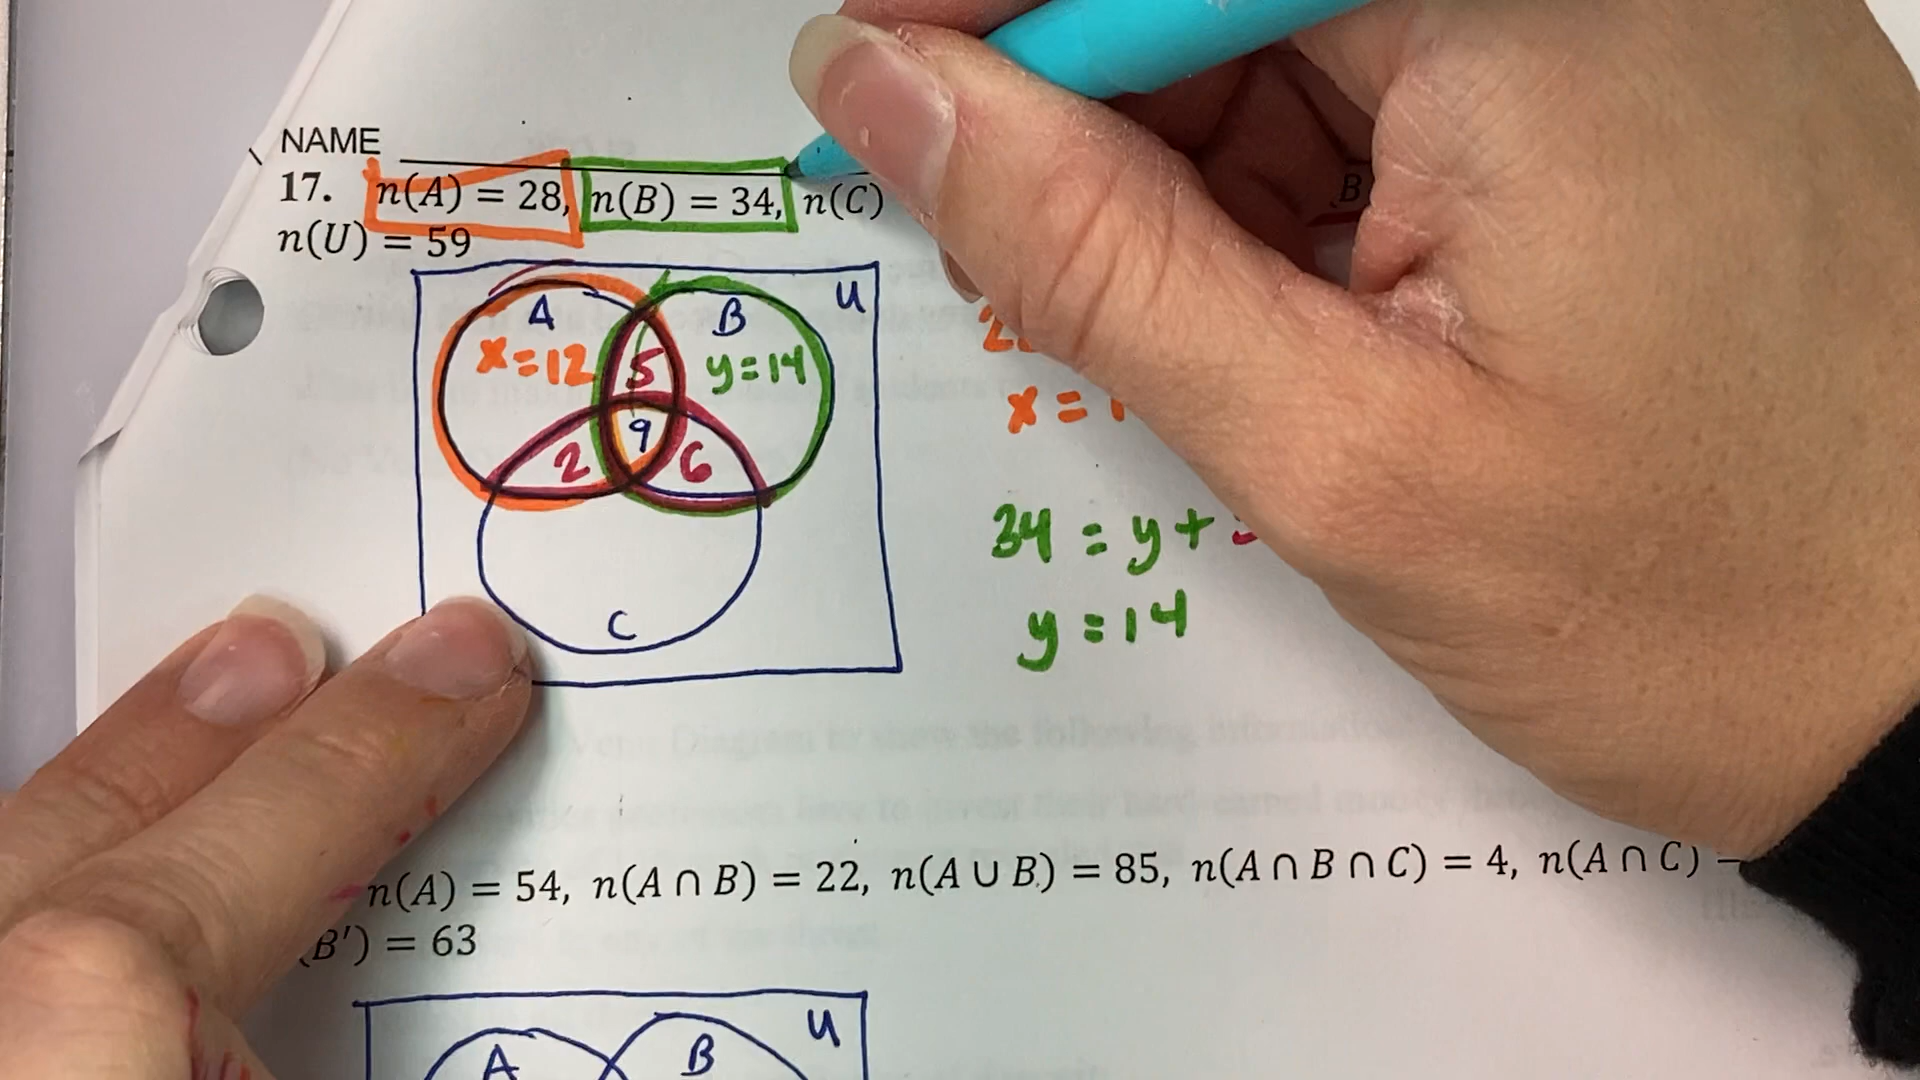 NAME
17. n(A) = 28, n(B) = 34, n(C)
n(U) = 59
A B U
x=12 5 y=14
9
2 6
C
x =
34 = y +
y = 14
n(A) = 54, n(A ∩ B) = 22, n(A ∪ B) = 85, n(A ∩ B ∩ C) = 4, n(A ∩ C)
(B′) = 63
U
A B